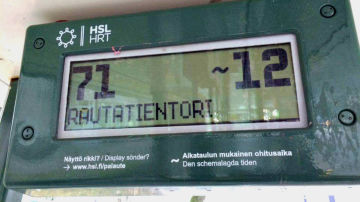 HSL
HRT
71 ~12
RAUTATIENTORI
Näyttö rikki? / Display sönder?
→ www.hsl.fi/palaute
~ Aikataulun mukainen ohitusaika
Den schemalagda tiden